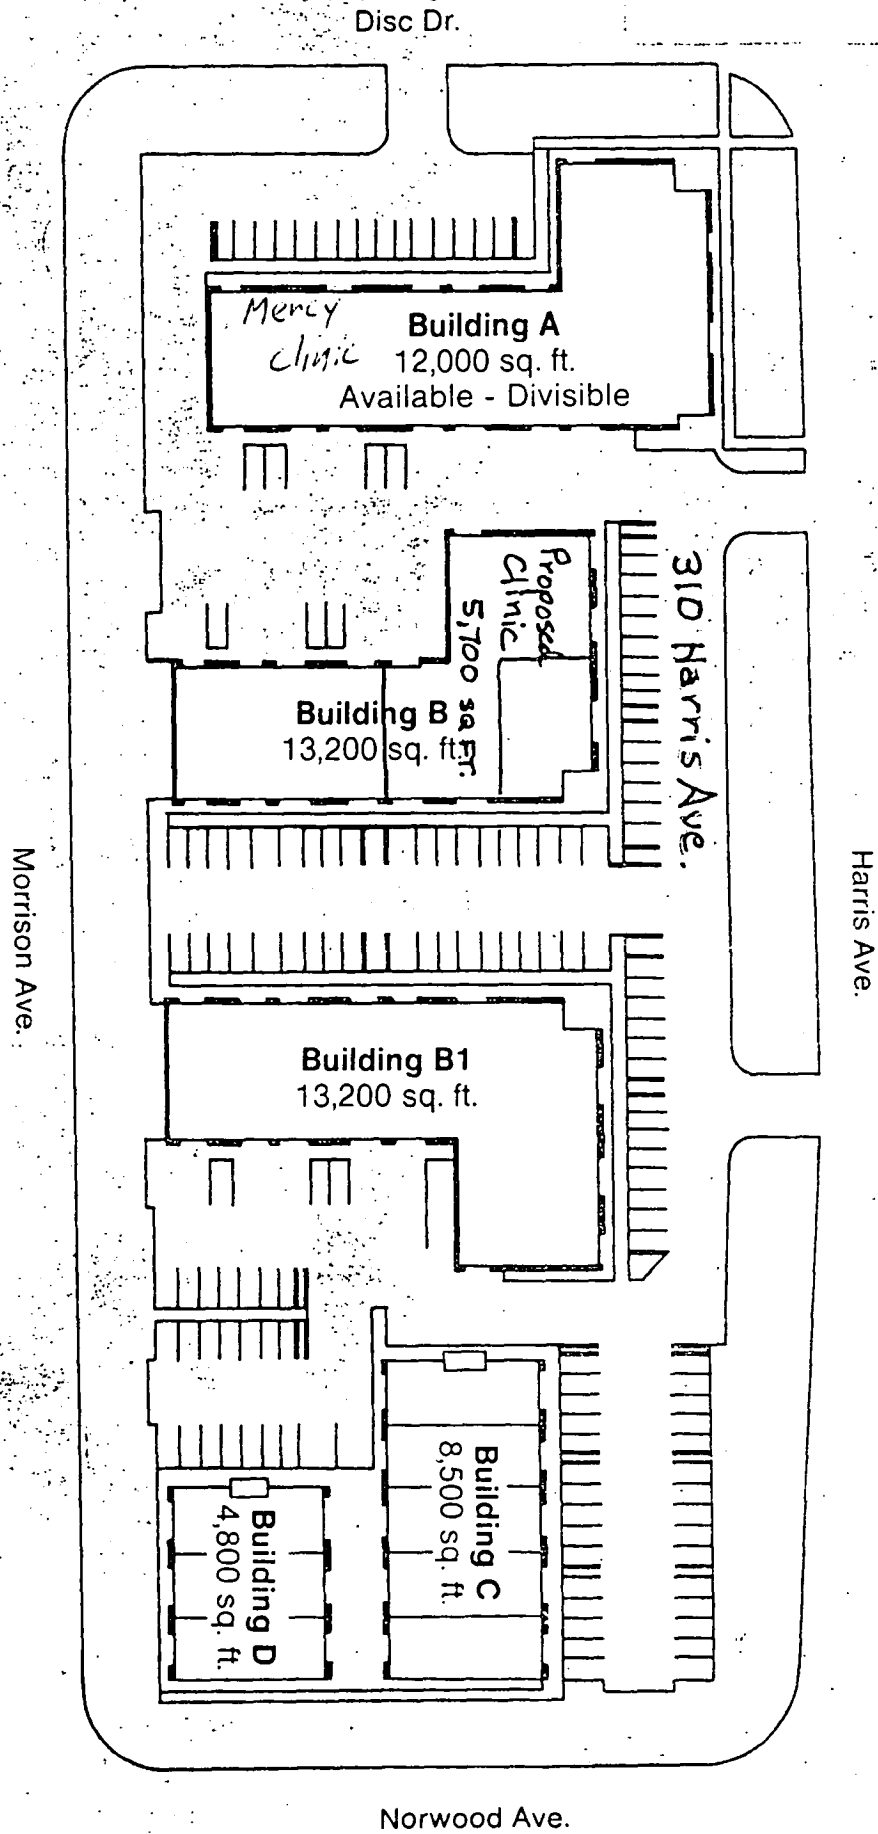 Disc Dr.
Mercy
clinic
Building A
12,000 sq. ft.
Available - Divisible
Proposed
Clinic
5,700 sq FT.
310 Harris Ave.
Building B
13,200 sq. ft.
Morrison Ave.
Harris Ave.
Building B1
13,200 sq. ft.
Building C
8,500 sq. ft.
Building D
4,800 sq. ft.
Norwood Ave.